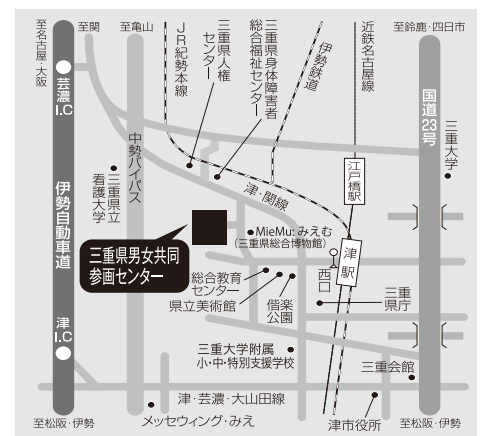 至名古屋・大阪
至関
至亀山
JR紀勢本線
三重県人権
センター
三重県身体障害者
総合福祉センター
伊勢鉄道
近鉄名古屋線
至鈴鹿・四日市
芸濃
I.C
国道23号
三重大学
中勢バイパス
三重県立
看護大学
江戸橋駅
津・関線
伊勢自動車道
MieMu:みえむ
(三重県総合博物館)
三重県男女共同
参画センター
津駅
西口
総合教育
センター
県立美術館
偕楽
公園
三重
県庁
津
I.C
三重大学附属
小・中・特別支援学校
三重会館
津・芸濃・大山田線
至松阪・伊勢
メッセウィング・みえ
津市役所
至松阪・伊勢